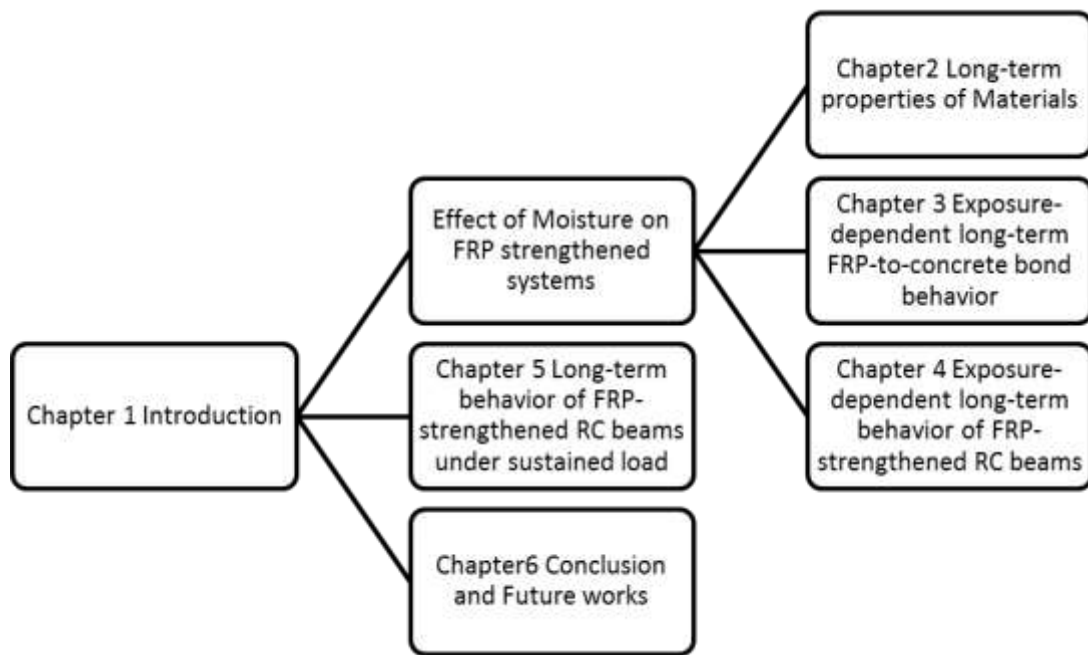 Chapter 1 Introduction
Effect of Moisture on
FRP strengthened
systems
Chapter 5 Long-term
behavior of FRP-
strengthened RC beams
under sustained load
Chapter6 Conclusion
and Future works
Chapter2 Long-term
properties of Materials
Chapter 3 Exposure-
dependent long-term
FRP-to-concrete bond
behavior
Chapter 4 Exposure-
dependent long-term
behavior of FRP-
strengthened RC beams